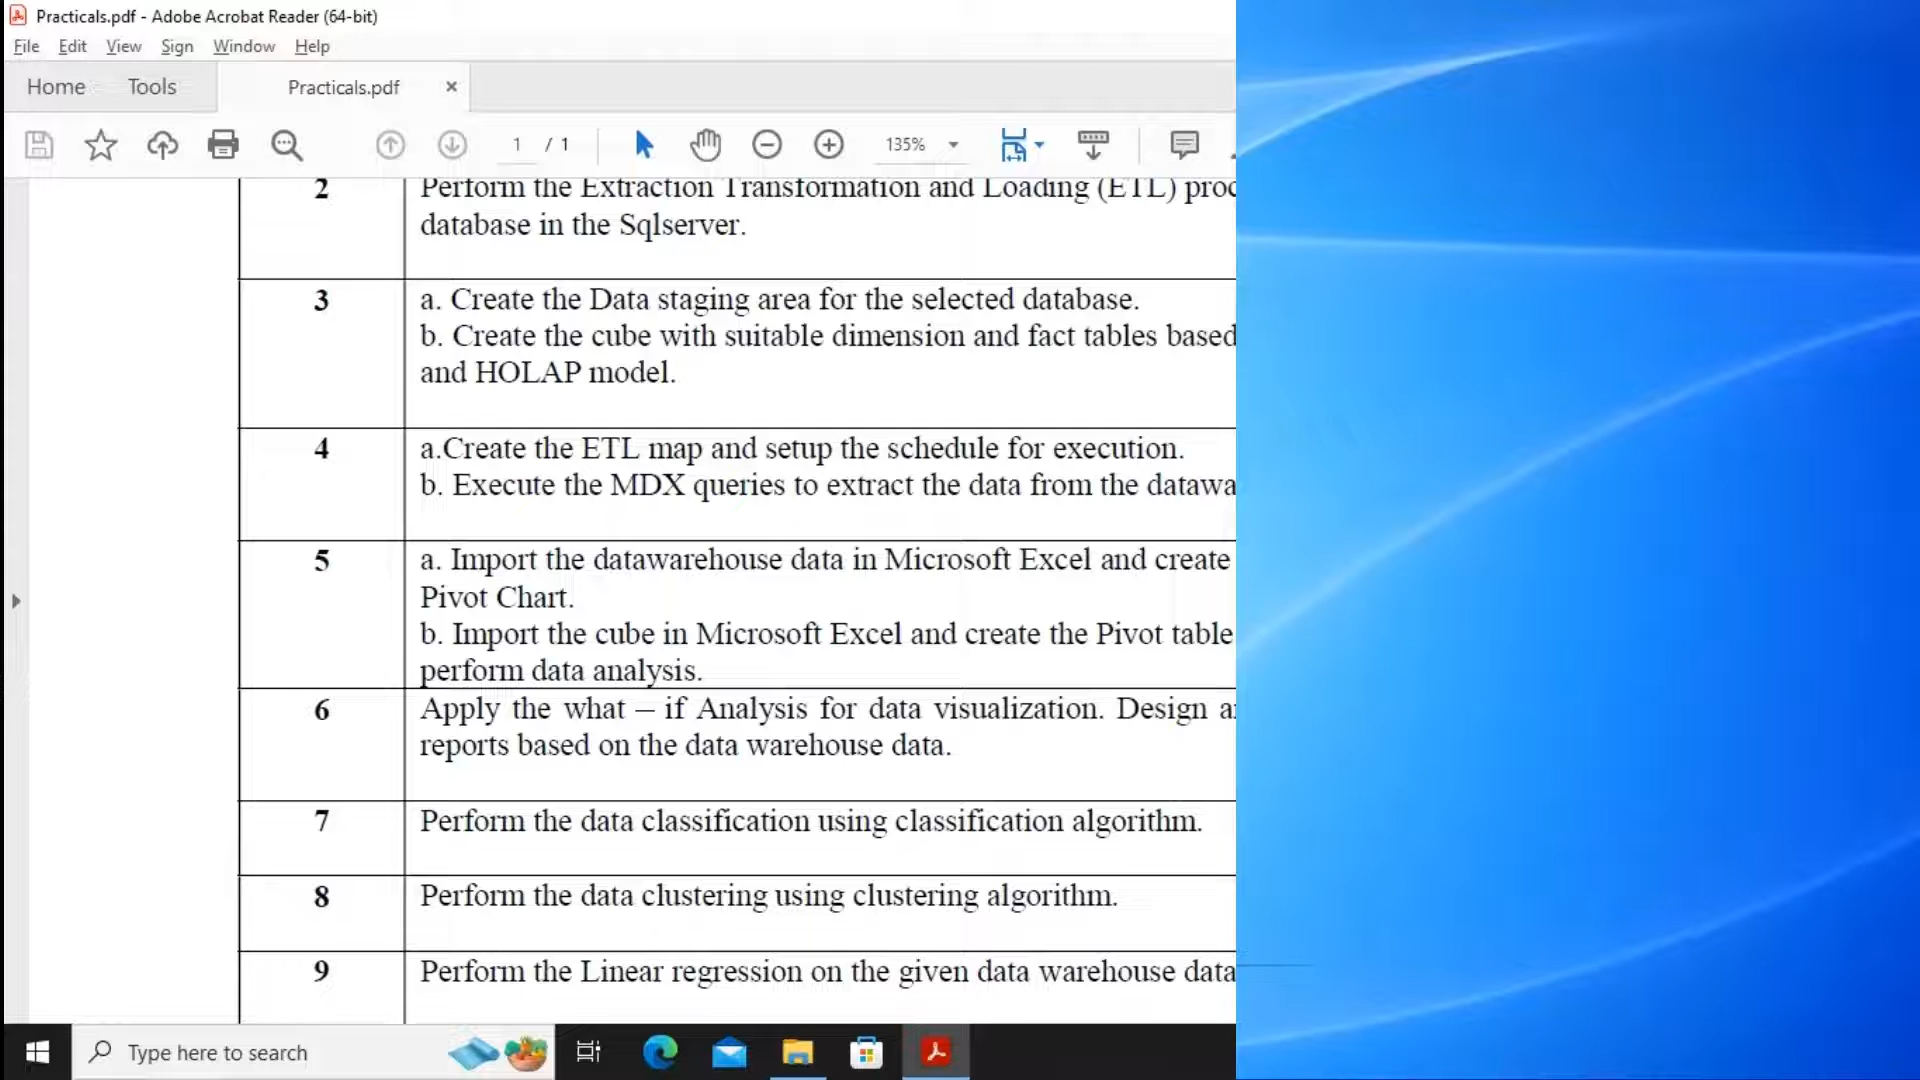 Practicals.pdf - Adobe Acrobat Reader (64-bit)
File Edit View Sign Window Help
Home Tools Practicals.pdf ×
1 / 1 135%
2 Perform the Extraction Transformation and Loading (ETL) proc
database in the Sqlserver.
3 a. Create the Data staging area for the selected database.
b. Create the cube with suitable dimension and fact tables based
and HOLAP model.
4 a.Create the ETL map and setup the schedule for execution.
b. Execute the MDX queries to extract the data from the datawa
5 a. Import the datawarehouse data in Microsoft Excel and create
Pivot Chart.
b. Import the cube in Microsoft Excel and create the Pivot table
perform data analysis.
6 Apply the what – if Analysis for data visualization. Design a
reports based on the data warehouse data.
7 Perform the data classification using classification algorithm.
8 Perform the data clustering using clustering algorithm.
9 Perform the Linear regression on the given data warehouse data
Type here to search